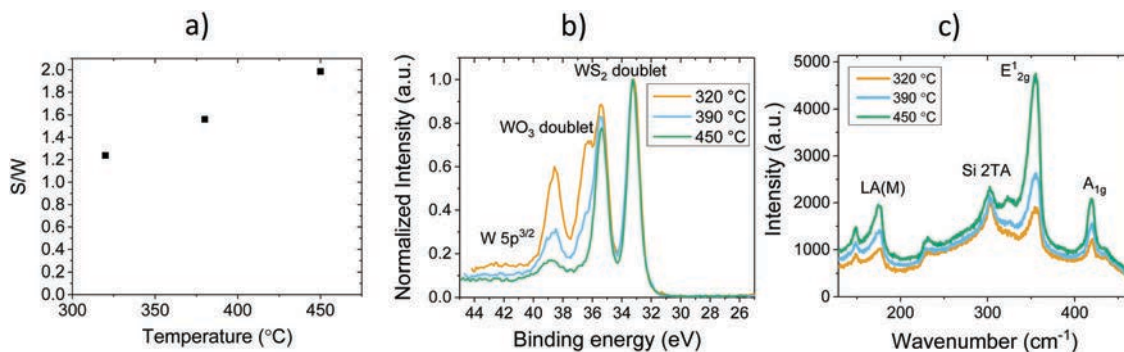 a)
b)
c)
S/W
2.0
1.8
1.6
1.4
1.2
1.0
0.8
0.6
0.4
0.2
0.0
300
350
400
450
Temperature (°C)
Normalized Intensity (a.u.)
1.0
0.8
0.6
0.4
0.2
0.0
WS₂ doublet
320 °C
390 °C
450 °C
WO₃ doublet
W 5p³/²
44 42 40 38 36 34 32 30 28 26
Binding energy (eV)
Intensity (a.u.)
5000
4000
3000
2000
1000
0
320 °C
390 °C
450 °C
E¹₂g
LA(M)
Si 2TA
A₁g
200
300
400
Wavenumber (cm⁻¹)